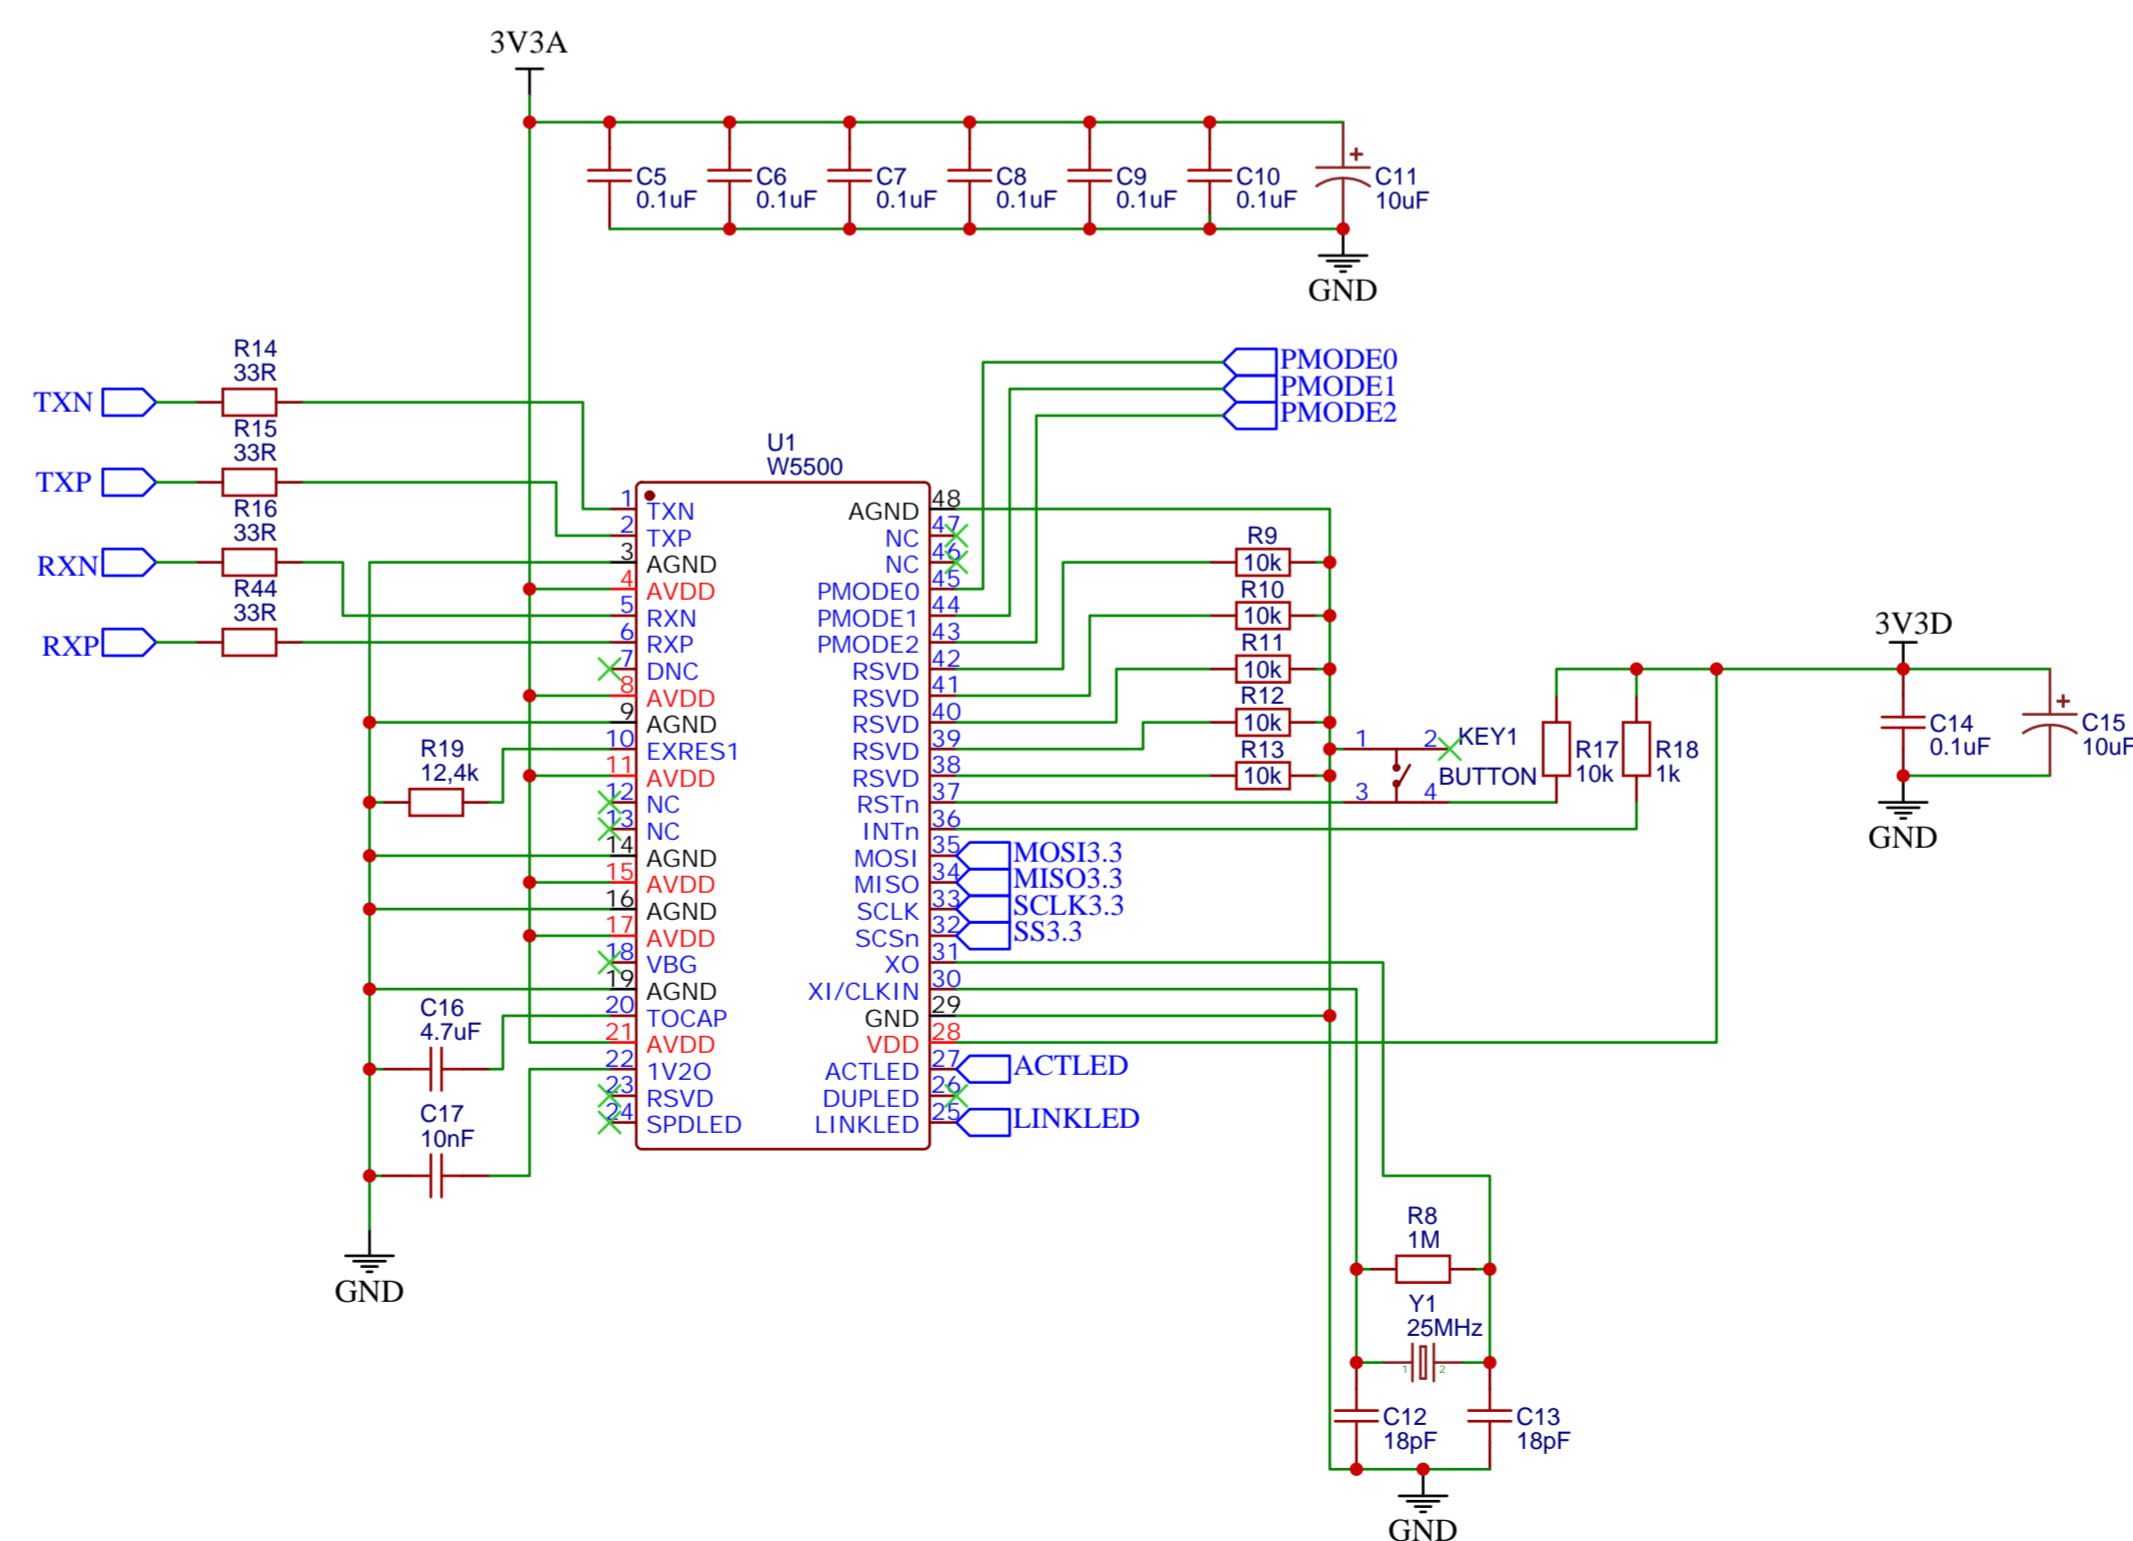 3V3A
C5
0.1uF
C6
0.1uF
C7
0.1uF
C8
0.1uF
C9
0.1uF
C10
0.1uF
+
C11
10uF
GND
R14
33R
TXN
R15
33R
TXP
R16
33R
RXN
R44
33R
RXP
PMODE0
PMODE1
PMODE2
U1
W5500
1 TXN
2 TXP
3 AGND
4 AVDD
5 RXN
6 RXP
7 DNC
8 AVDD
9 AGND
10 EXRES1
11 AVDD
12 NC
13 NC
14 AGND
15 AVDD
16 AGND
17 AVDD
18 VBG
19 AGND
20 TOCAP
21 AVDD
22 1V2O
23 RSVD
24 SPDLED
AGND 48
NC 47
NC 46
PMODE0 45
PMODE1 44
PMODE2 43
RSVD 42
RSVD 41
RSVD 40
RSVD 39
RSVD 38
RSTn 37
INTn 36
MOSI 35
MISO 34
SCLK 33
SCSn 32
XO 31
XI/CLKIN 30
GND 29
VDD 28
ACTLED 27
DUPLED 26
LINKLED 25
R9
10k
R10
10k
R11
10k
R12
10k
R13
10k
1 2
KEY1
BUTTON
3 4
R17
10k
R18
1k
3V3D
C14
0.1uF
+
C15
10uF
GND
MOSI3.3
MISO3.3
SCLK3.3
SS3.3
ACTLED
LINKLED
R19
12,4k
C16
4.7uF
C17
10nF
GND
R8
1M
Y1
25MHz
1 2
C12
18pF
C13
18pF
GND